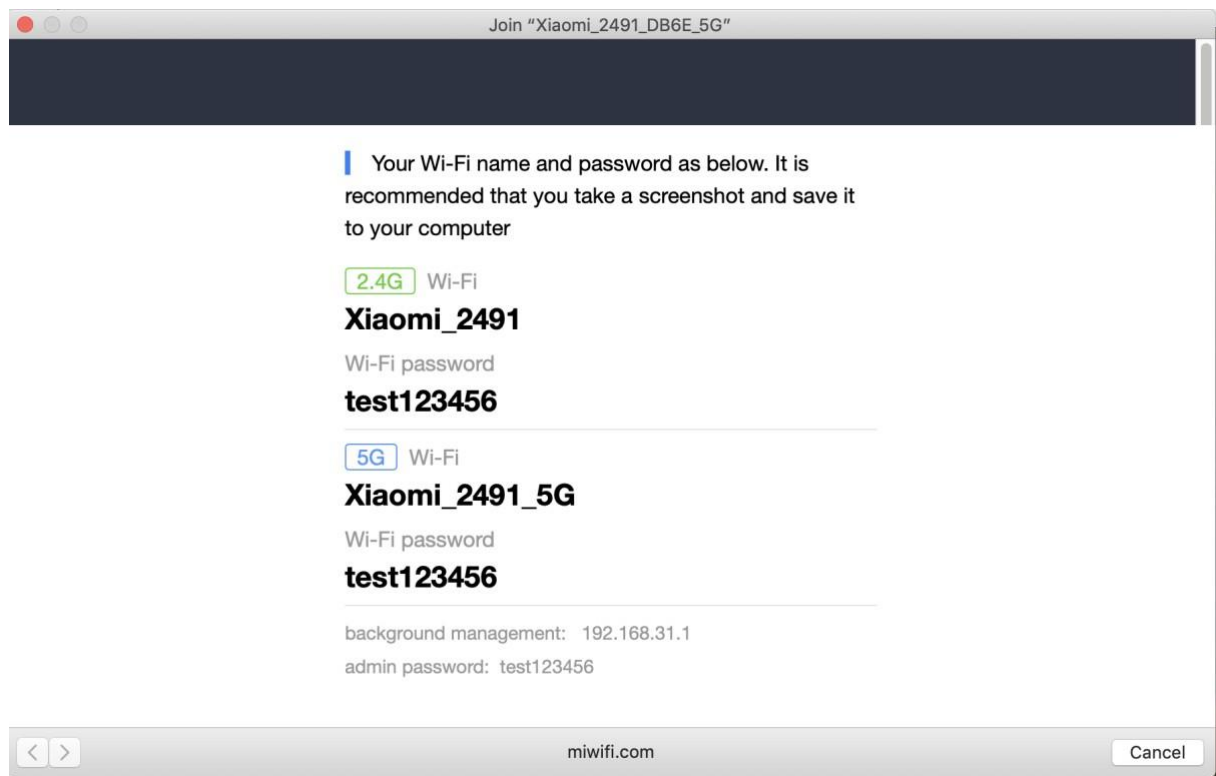 Join “Xiaomi_2491_DB6E_5G”
Your Wi-Fi name and password as below. It is
recommended that you take a screenshot and save it
to your computer
2.4G Wi-Fi
Xiaomi_2491
Wi-Fi password
test123456
5G Wi-Fi
Xiaomi_2491_5G
Wi-Fi password
test123456
background management: 192.168.31.1
admin password: test123456
miwifi.com
Cancel